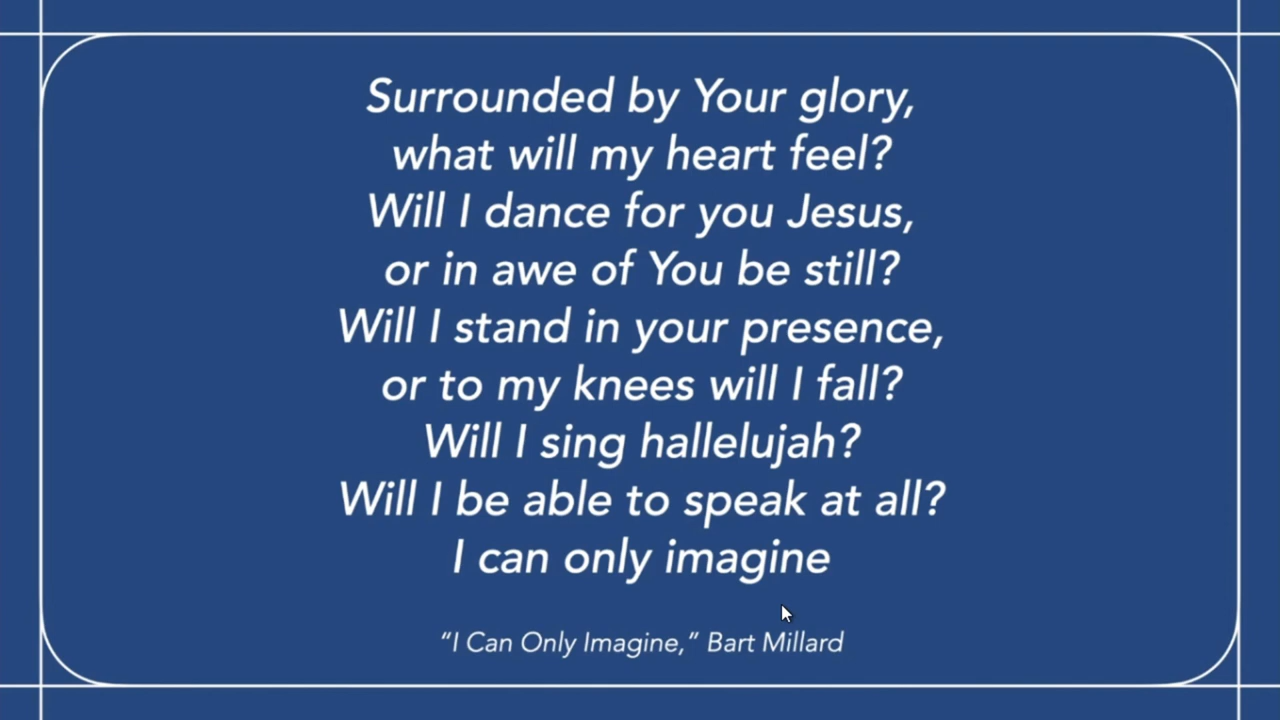 Surrounded by Your glory,
what will my heart feel?
Will I dance for you Jesus,
or in awe of You be still?
Will I stand in your presence,
or to my knees will I fall?
Will I sing hallelujah?
Will I be able to speak at all?
I can only imagine
“I Can Only Imagine,” Bart Millard